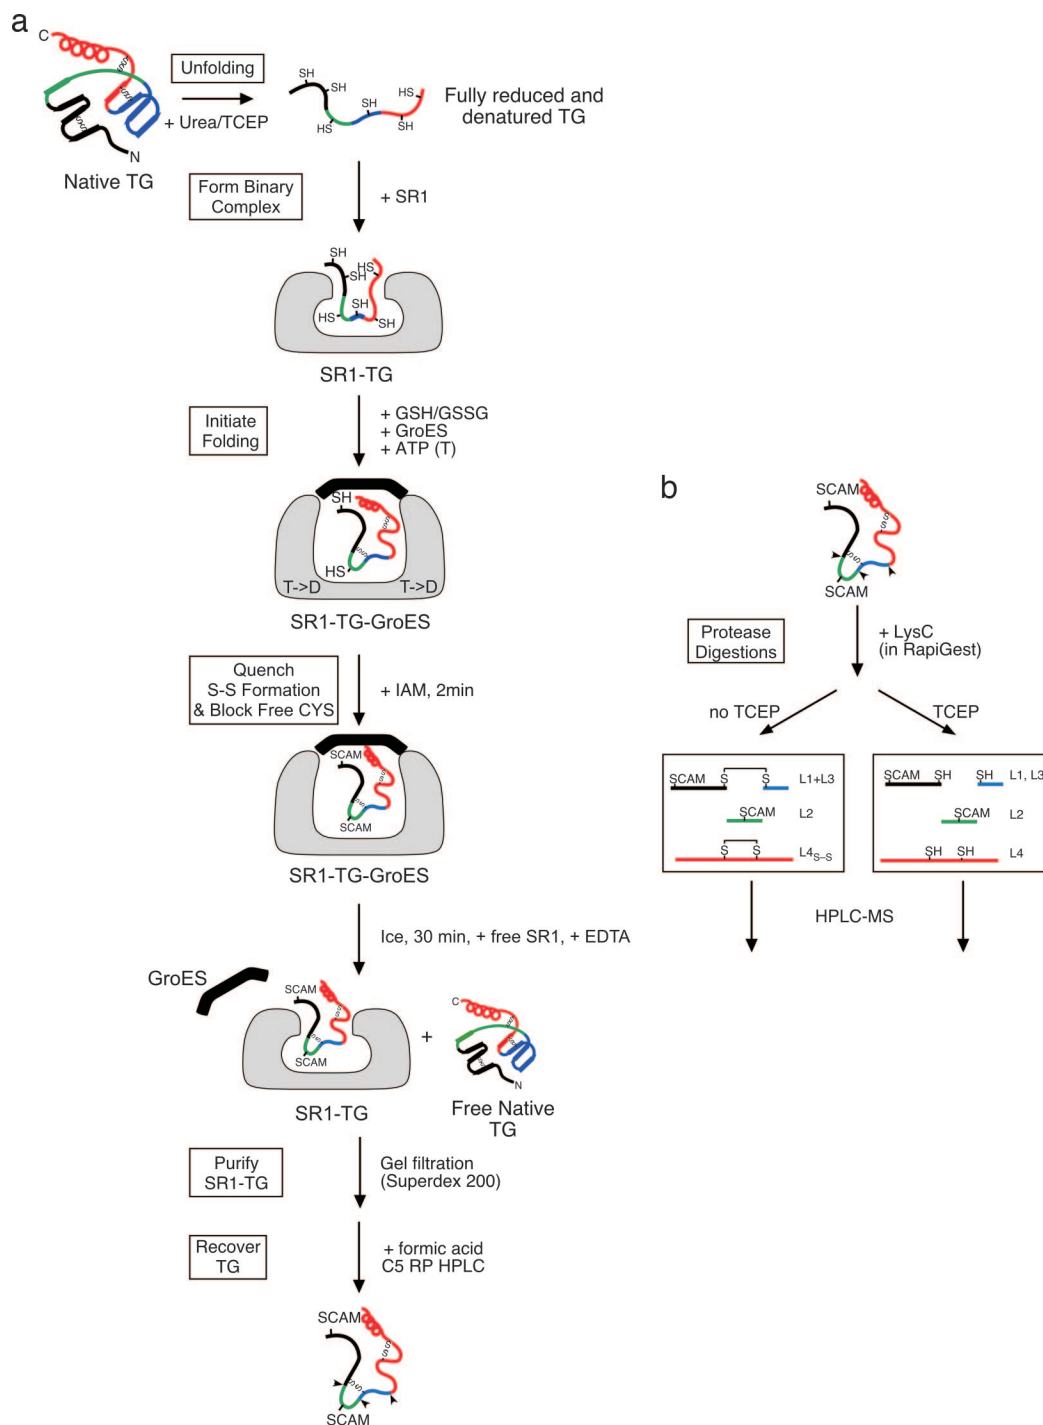 a
C
S
S
S
S
S
S
N
Native TG
Unfolding
+ Urea/TCEP
SH
SH
HS
SH
HS
SH
Fully reduced and
denatured TG
Form Binary
Complex
+ SR1
SH
SH
HS
HS
SH
SH
SR1-TG
Initiate
Folding
+ GSH/GSSG
+ GroES
+ ATP (T)
SH
S
S
S
S
HS
T->D
T->D
SR1-TG-GroES
Quench
S-S Formation
& Block Free CYS
+ IAM, 2min
SCAM
S
S
S
S
SCAM
SR1-TG-GroES
Ice, 30 min, + free SR1, + EDTA
GroES
SCAM
S
S
S
S
SCAM
SR1-TG
+
C
S
S
S
S
S
S
N
Free Native
TG
Purify
SR1-TG
Gel filtration
(Superdex 200)
Recover
TG
+ formic acid
C5 RP HPLC
SCAM
S
S
S
S
SCAM
b
SCAM
S
S
S
S
SCAM
Protease
Digestions
+ LysC
(in RapiGest)
no TCEP
TCEP
SCAM S S L1+L3
SCAM L2
S S L4S–S
SCAM SH SH L1, L3
SCAM L2
SH SH L4
HPLC-MS